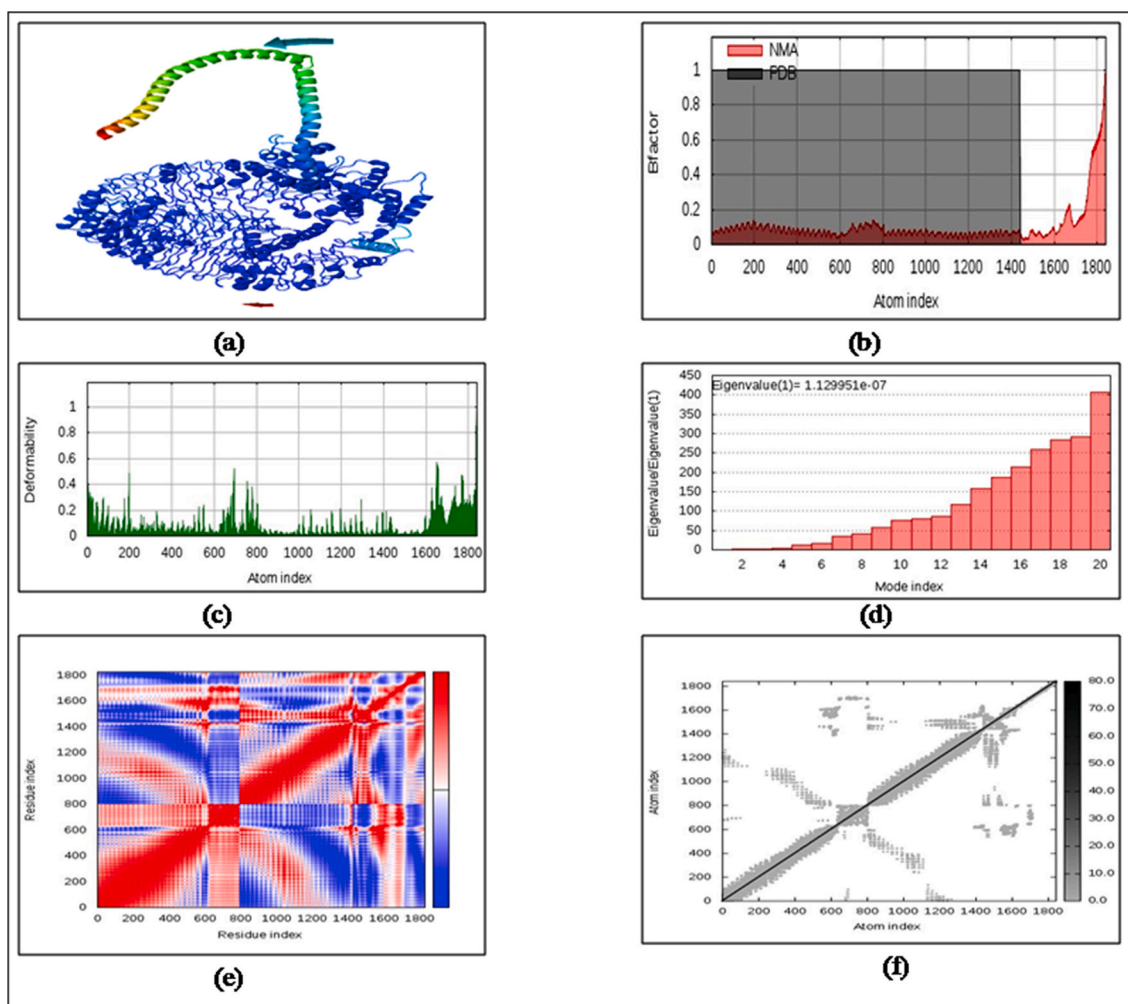 NMA
PDB
1
0.8
0.6
0.4
0.2
0
0 200 400 600 800 1000 1200 1400 1600 1800
Bfactor
Atom index
(a)
(b)
1
0.8
0.6
0.4
0.2
0
0 200 400 600 800 1000 1200 1400 1600 1800
Deformability
Atom index
(c)
Eigenvalue(1)= 1.129951e-07
450
400
350
300
250
200
150
100
50
0
2 4 6 8 10 12 14 16 18 20
Eigenvalue/Eigenvalue(1)
Mode index
(d)
1800
1600
1400
1200
1000
800
600
400
200
0
0 200 400 600 800 1000 1200 1400 1600 1800
Residue index
Residue index
(e)
1800
1600
1400
1200
1000
800
600
400
200
0
0 200 400 600 800 1000 1200 1400 1600 1800
Atom index
Atom index
80.0
70.0
60.0
50.0
40.0
30.0
20.0
10.0
0.0
(f)